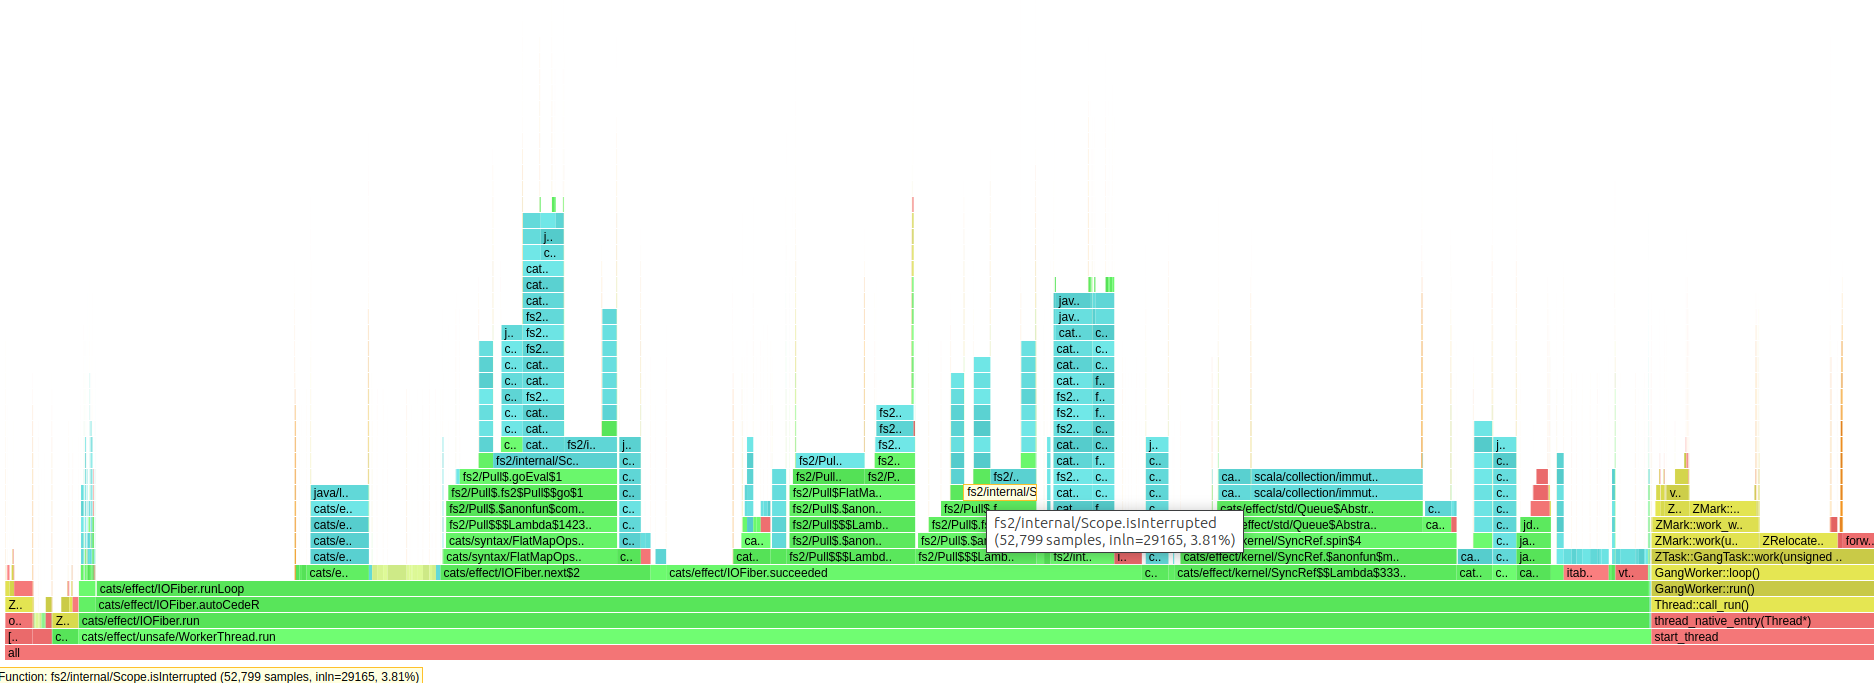 j..
c..
cat..
cat..
cat..
jav..
fs2..
jav..
j.. fs2..
cat.. c..
c.. fs2..
cat.. c..
c.. cat..
cat.. c..
c.. cat..
cat.. f..
c.. fs2..
fs2.. f..
c.. cat..
fs2.. fs2.. f..
c.. cat..
fs2.. fs2.. c..
c.. cat.. fs2/i.. j.. fs2.. cat.. c.. j.. j..
fs2/internal/Sc.. c.. fs2/Pul.. fs2.. cat.. f.. c.. c..
fs2/Pull$.goEval$1 c.. fs2/Pull.. fs2/P.. fs2/.. fs2.. c.. c.. ca.. scala/collection/immut.. c..
java/l.. fs2/Pull$.fs2$Pull$$go$1 c.. fs2/Pull$FlatMa.. fs2/internal/S cat.. c.. c.. ca.. scala/collection/immut.. c.. v..
cats/e.. fs2/Pull$.$anonfun$com.. c.. fs2/Pull$.$anon.. fs2/Pull$.f cat.. f.. c.. cats/effect/std/Queue$Abstr.. c.. c.. Z.. ZMark::..
cats/e.. fs2/Pull$$$Lambda$1423.. c.. fs2/Pull$$$Lamb.. fs2/Pull$.fs fs2/internal/Scope.isInterrupted effect/std/Queue$Abstra.. ca.. c.. jd.. ZMark::work_w..
cats/e.. cats/syntax/FlatMapOps.. c.. ca.. fs2/Pull$.$anon.. fs2/Pull$.$an (52,799 samples, inln=29165, 3.81%) kernel/SyncRef.spin$4 c.. ja.. ZMark::work(u.. ZRelocate.. forw..
cats/e.. cats/syntax/FlatMapOps.. c.. cat.. fs2/Pull$$$Lambd.. fs2/Pull$$$Lamb.. fs2/int.. c.. cats/effect/kernel/SyncRef.$anonfun$m.. ca.. c.. ja.. ZTask::GangTask::work(unsigned ..
cats/e.. cats/effect/IOFiber.next$2 cats/effect/IOFiber.succeeded c.. cats/effect/kernel/SyncRef$$Lambda$333.. cat.. c.. ca.. itab.. vt.. GangWorker::loop()
cats/effect/IOFiber.runLoop GangWorker::run()
Z.. cats/effect/IOFiber.autoCedeR Thread::call_run()
o.. Z.. cats/effect/IOFiber.run thread_native_entry(Thread*)
[.. c.. cats/effect/unsafe/WorkerThread.run start_thread
all
Function: fs2/internal/Scope.isInterrupted (52,799 samples, inln=29165, 3.81%)